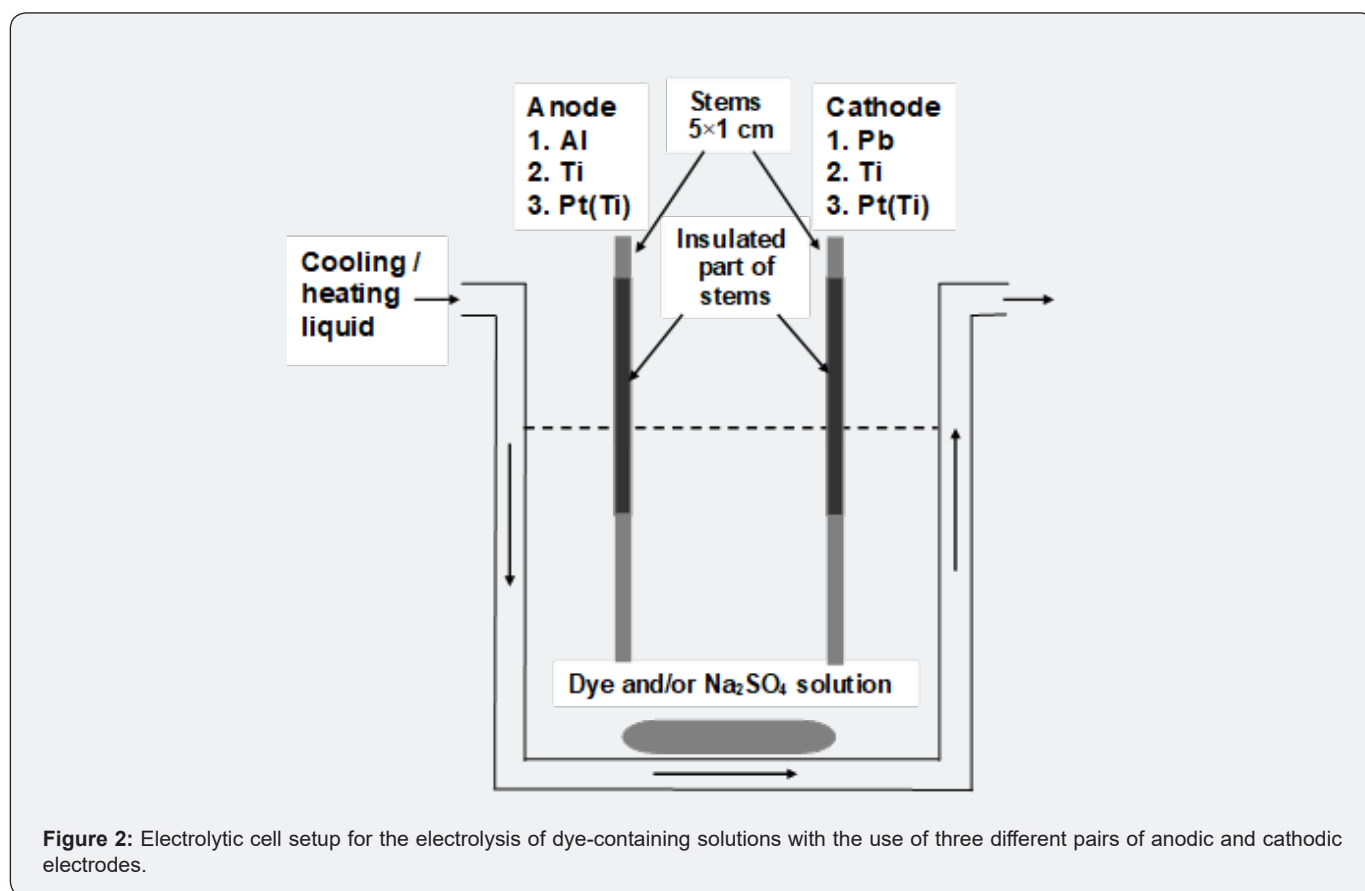 Anode
1. Al
2. Ti
3. Pt(Ti)
Stems
5×1 cm
Cathode
1. Pb
2. Ti
3. Pt(Ti)
Insulated
part of
stems
Cooling /
heating
liquid
Dye and/or Na₂SO₄ solution
Figure 2: Electrolytic cell setup for the electrolysis of dye-containing solutions with the use of three different pairs of anodic and cathodic
electrodes.